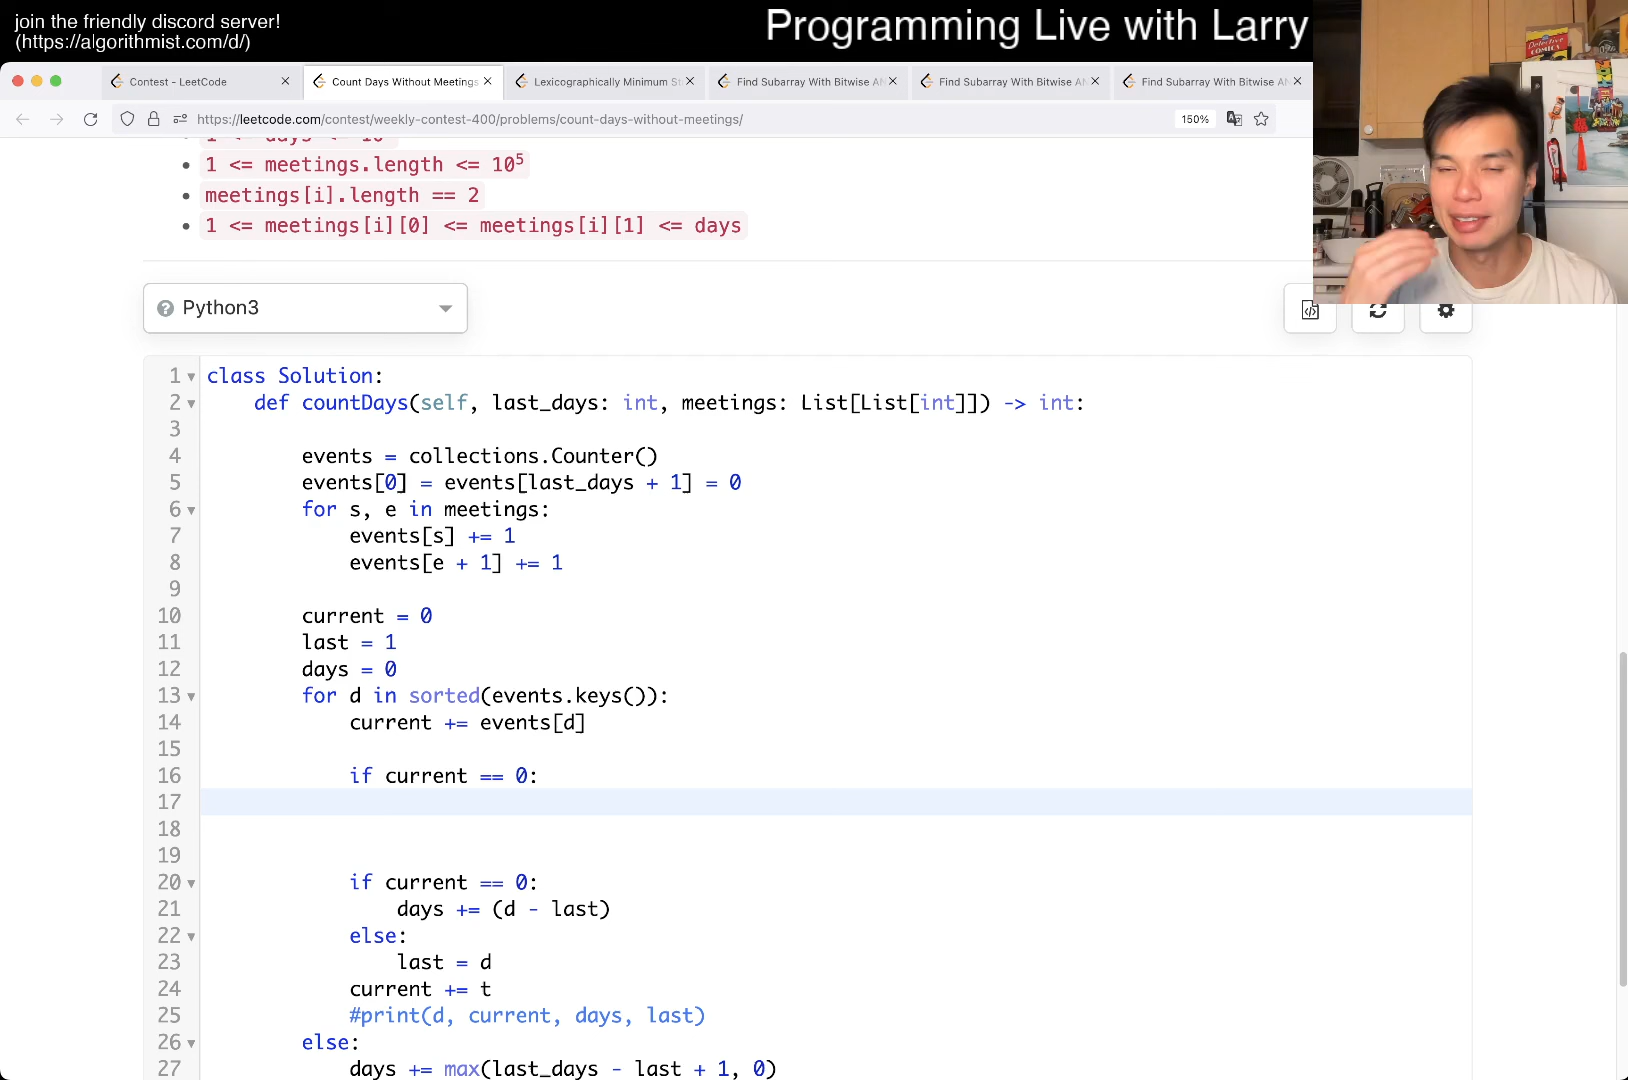 join the friendly discord server!
(https://algorithmist.com/d/)
Programming Live with Larry
Contest - LeetCode
Count Days Without Meetings
Lexicographically Minimum St
Find Subarray With Bitwise AN
Find Subarray With Bitwise AN
Find Subarray With Bitwise AN
https://leetcode.com/contest/weekly-contest-400/problems/count-days-without-meetings/
150%
1 <= meetings.length <= 10^5
meetings[i].length == 2
1 <= meetings[i][0] <= meetings[i][1] <= days
Python3
1 class Solution:
2 def countDays(self, last_days: int, meetings: List[List[int]]) -> int:
3
4 events = collections.Counter()
5 events[0] = events[last_days + 1] = 0
6 for s, e in meetings:
7 events[s] += 1
8 events[e + 1] += 1
9
10 current = 0
11 last = 1
12 days = 0
13 for d in sorted(events.keys()):
14 current += events[d]
15
16 if current == 0:
17
18
19
20 if current == 0:
21 days += (d - last)
22 else:
23 last = d
24 current += t
25 #print(d, current, days, last)
26 else:
27 days += max(last_days - last + 1, 0)